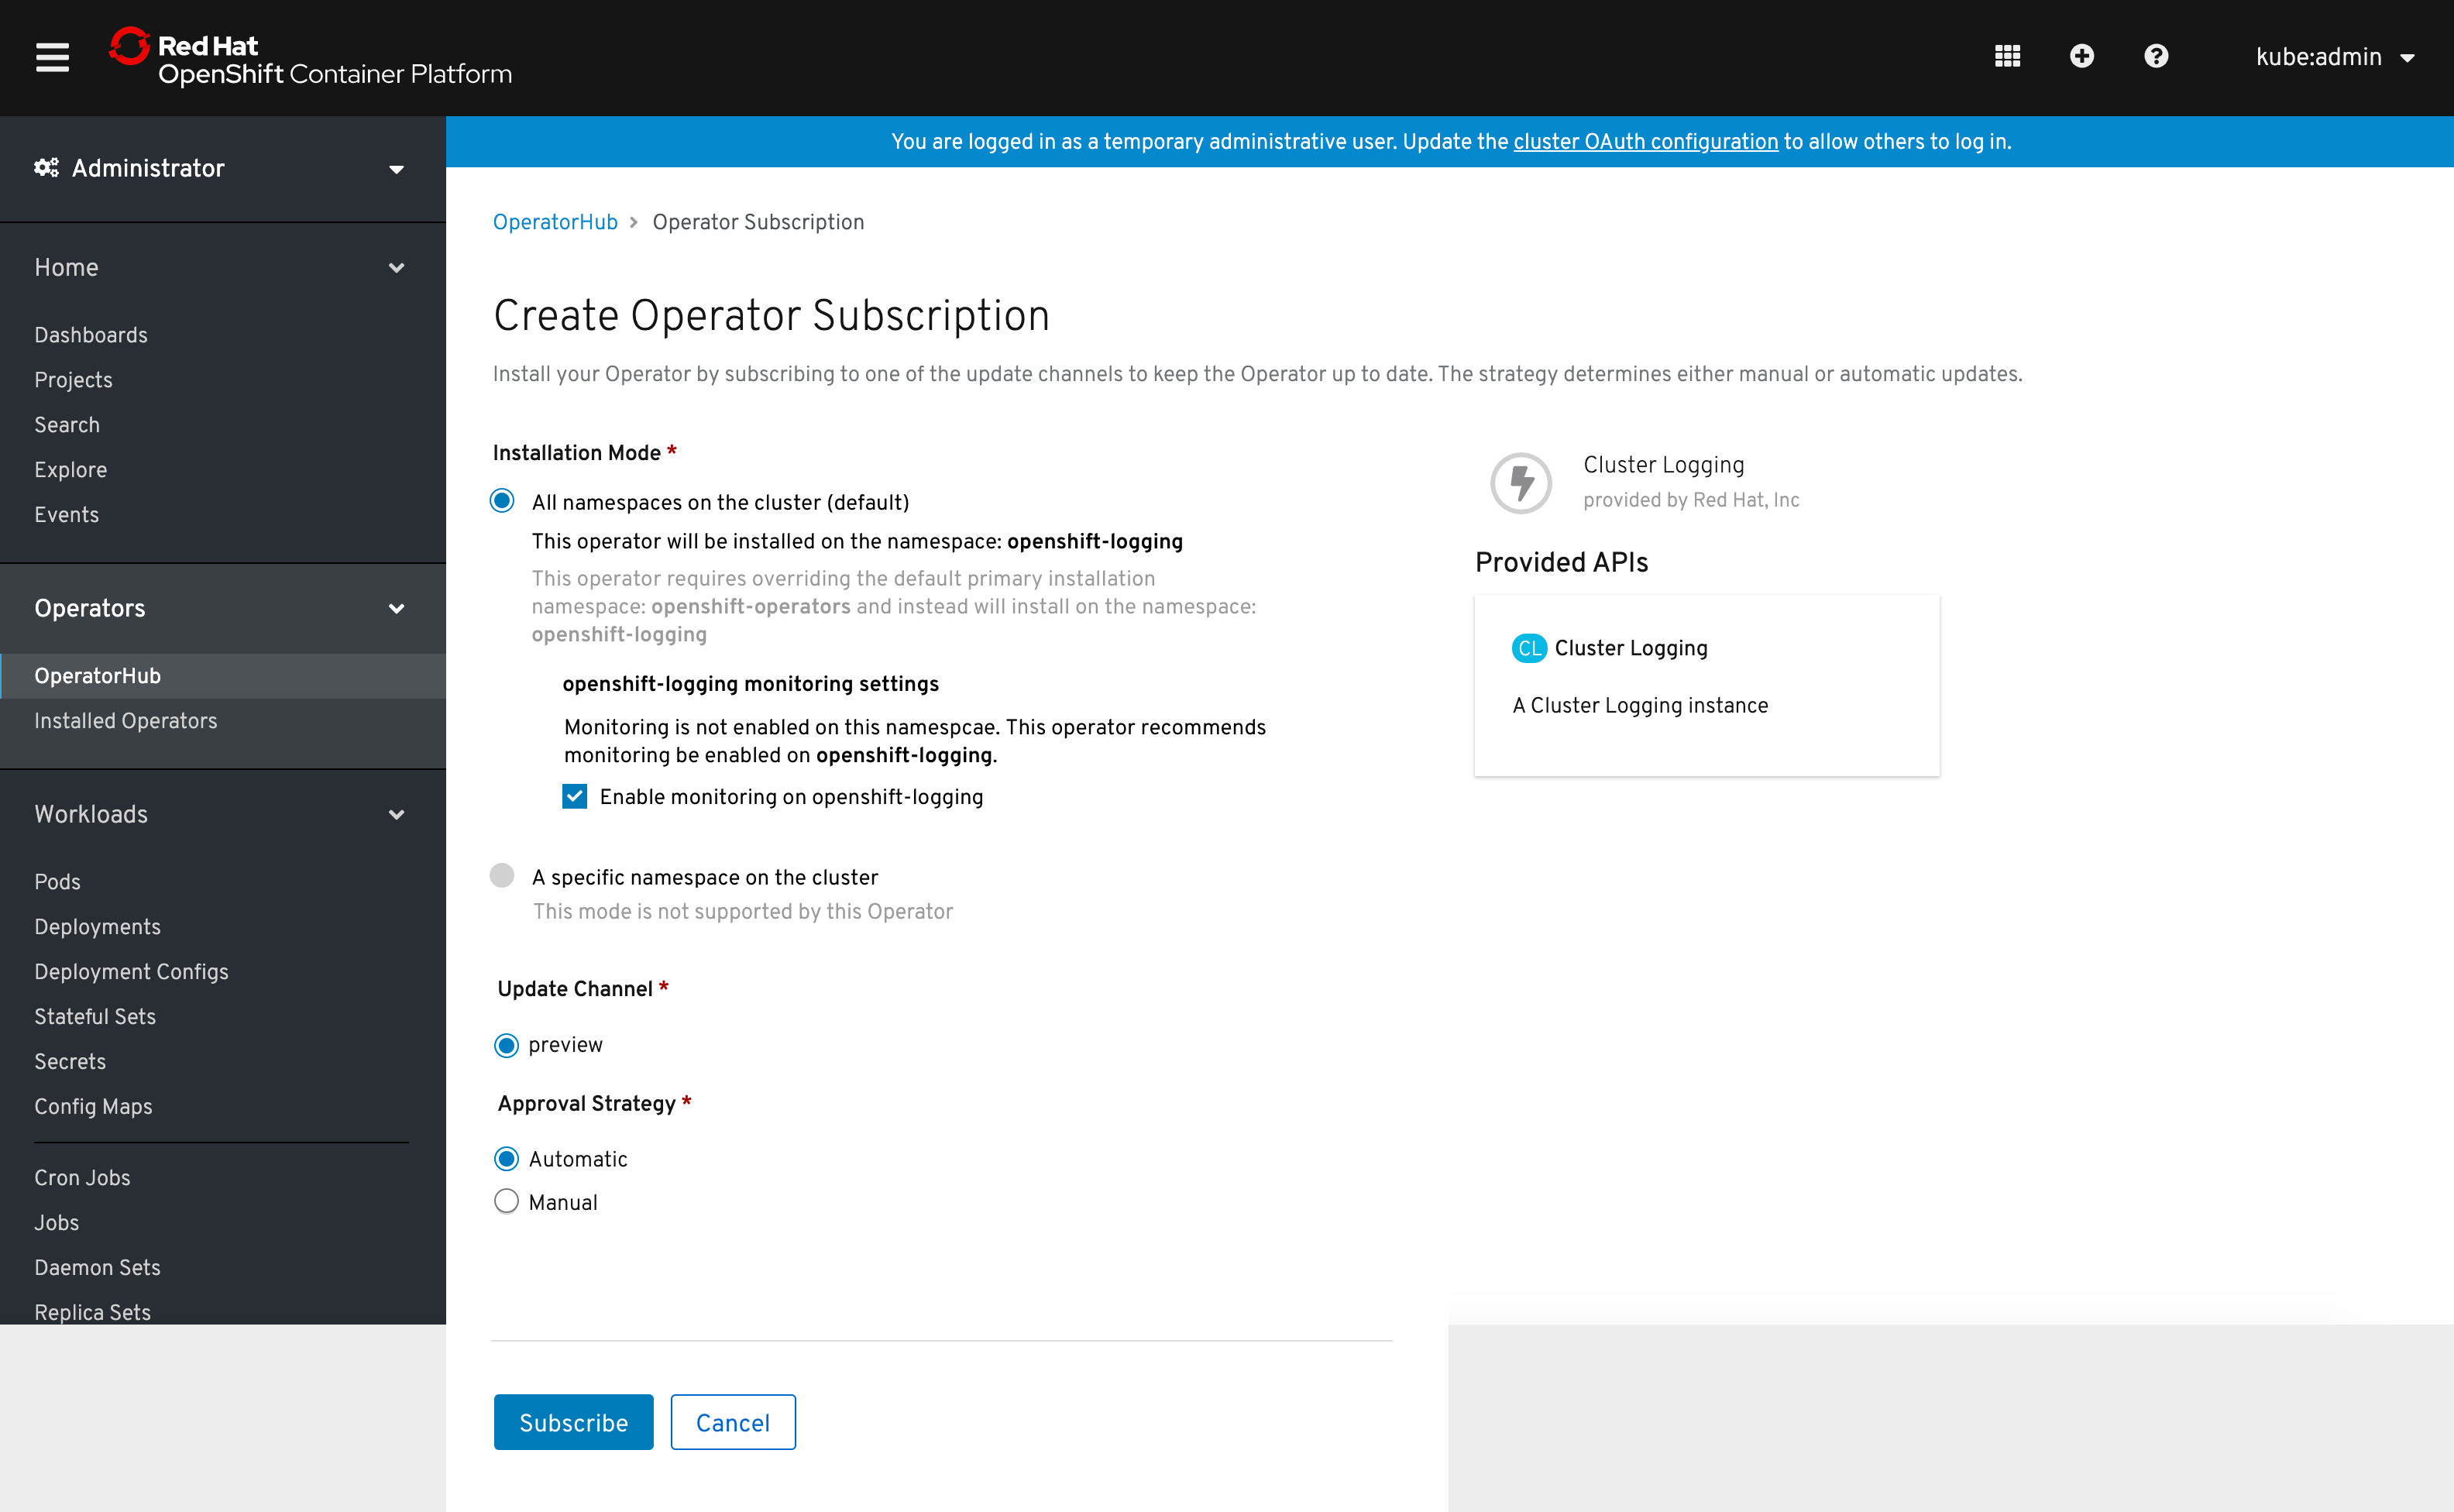 Red Hat
OpenShift Container Platform
kube:admin
Administrator
Home
Dashboards
Projects
Search
Explore
Events
Operators
OperatorHub
Installed Operators
Workloads
Pods
Deployments
Deployment Configs
Stateful Sets
Secrets
Config Maps
Cron Jobs
Jobs
Daemon Sets
Replica Sets
You are logged in as a temporary administrative user. Update the cluster OAuth configuration to allow others to log in.
OperatorHub > Operator Subscription
Create Operator Subscription
Install your Operator by subscribing to one of the update channels to keep the Operator up to date. The strategy determines either manual or automatic updates.
Installation Mode *
All namespaces on the cluster (default)
This operator will be installed on the namespace: openshift-logging
This operator requires overriding the default primary installation
namespace: openshift-operators and instead will install on the namespace:
openshift-logging
openshift-logging monitoring settings
Monitoring is not enabled on this namespcae. This operator recommends
monitoring be enabled on openshift-logging.
Enable monitoring on openshift-logging
A specific namespace on the cluster
This mode is not supported by this Operator
Update Channel *
preview
Approval Strategy *
Automatic
Manual
Subscribe
Cancel
Cluster Logging
provided by Red Hat, Inc
Provided APIs
CL Cluster Logging
A Cluster Logging instance